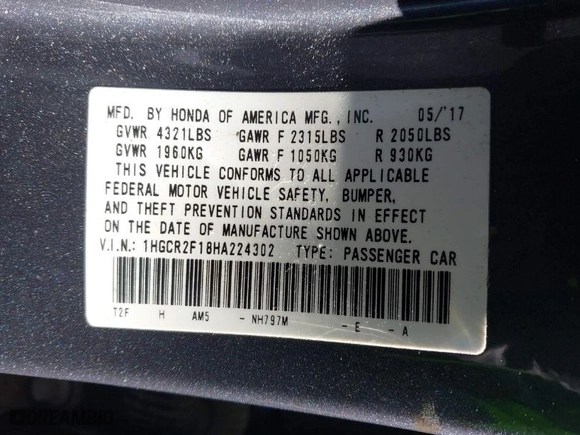 MFD. BY HONDA OF AMERICA MFG., INC. 05/'17
GVWR 4321LBS GAWR F 2315LBS R 2050LBS
GVWR 1960KG GAWR F 1050KG R 930KG
THIS VEHICLE CONFORMS TO ALL APPLICABLE
FEDERAL MOTOR VEHICLE SAFETY, BUMPER,
AND THEFT PREVENTION STANDARDS IN EFFECT
ON THE DATE OF MANUFACTURE SHOWN ABOVE.
V.I.N.: 1HGCR2F18HA224302 TYPE: PASSENGER CAR
T2F H AM5 - NH797M - E - A
DREAMBID